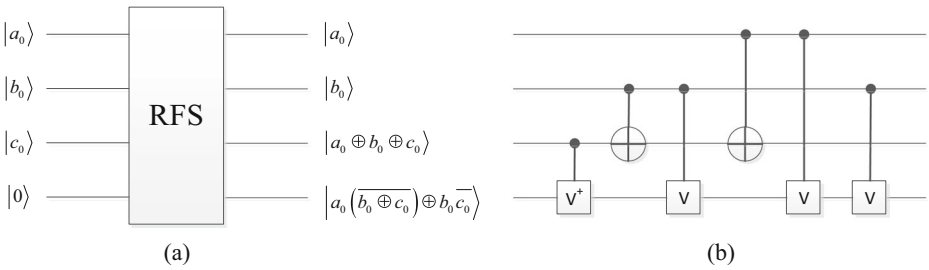 |a₀⟩ |a₀⟩
|b₀⟩ |b₀⟩
RFS
|c₀⟩ |a₀ ⊕ b₀ ⊕ c₀⟩
|0⟩ |a₀(b₀ ⊕ c₀)⊕ b₀c₀⟩
V⁺ V V V
(a) (b)